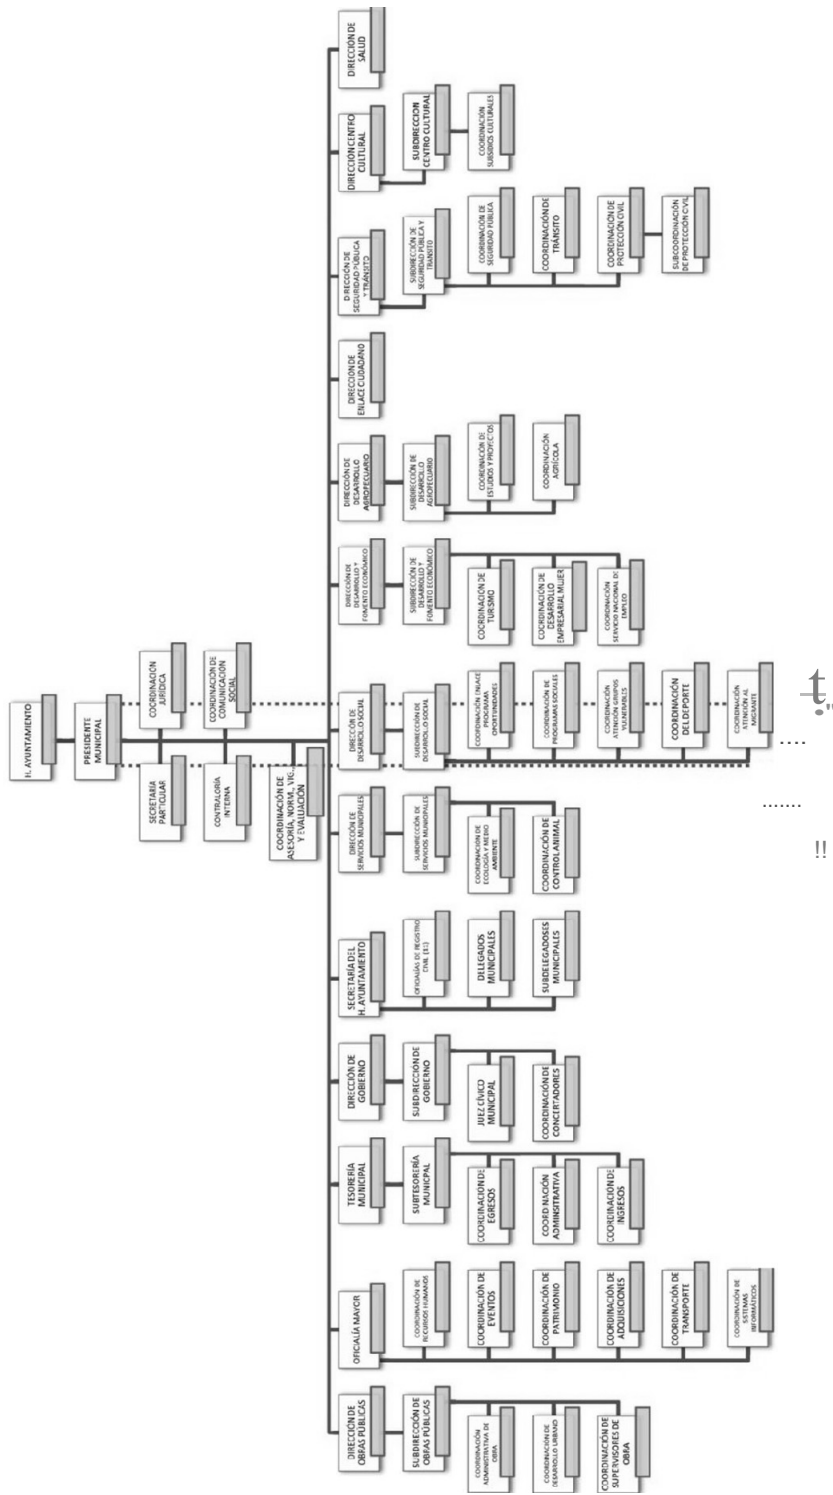 H. AYUNTAMIENTO
PRESIDENTE
MUNICIPAL
SECRETARÍA
PARTICULAR
COORDINACION
JURÍDICA
CONTRALORÍA
INTERNA
COORDINACIÓN DE
COMUNICACIÓN
SOCIAL
COORDINACIÓN DE
ASESORÍA, NORM., VIG.,
Y EVALUACIÓN
DIRECCIÓN DE
OBRAS PÚBLICAS
SUBDIRECCIÓN DE
OBRAS PÚBLICAS
COORDINACIÓN
ADMINISTRATIVA DE
OBRA
COORDINACIÓN DE
DESARROLLO URBANO
COORDINACIÓN DE
SUPERVISORES DE
OBRA
OFICIALÍA MAYOR
COORDINACIÓN DE
RECURSOS HUMANOS
COORDINACIÓN DE
EVENTOS
COORDINACIÓN DE
PATRIMONIO
COORDINACIÓN DE
ADQUISICIONES
COORDINACIÓN DE
TRANSPORTE
COORDINACIÓN DE
SISTEMAS
INFORMÁTICOS
TESORERÍA
MUNICIPAL
SUBTESORERÍA
MUNICPAL
COORDINACIÓN DE
EGRESOS
COORDINACIÓN
ADMINSITRATIVA
COORDINACIÓN DE
INGRESOS
DIRECCIÓN DE
GOBIERNO
SUBDIRECCIÓN DE
GOBIERNO
JUEZ CÍVICO
MUNICIPAL
COORDINACIÓN DE
CONCERTADORES
SECRETARÍA DEL
H. AYUNTAMIENTO
OFICIALÍAS DE REGISTRO
DELEGADOS
MUNICIPALES
SUBDELEGADOSES
MUNICIPALES
DIRECCIÓN DE
SERVICIOS MUNICIPALES
SUBDIRECCIÓN DE
SERVICIOS MUNICIPALES
COORDINACIÓN DE
ECOLOGÍA Y MEDIO
AMBIENTE
COORDINACIÓN DE
CONTROL ANIMAL
DIRECCIÓN DE
DESARROLLO SOCIAL
SUBDIRECCIÓN DE
DESARROLLO SOCIAL
COORDINACIÓN ENLACE
PROGRAMA
OPORTUNIDADES
COORDINACIÓN DE
PROGRAMAS SOCIALES
COORDINACIÓN
ATENCIÓN GRUPOS
VULNERABLES
COORDINACIÓN
DEL DEPORTE
COORDINACIÓN
ATENCIÓN AL
MIGRANTE
DIRECCIÓN DE
DESARROLLO Y
FOMENTO ECONÓMICO
SUBDIRECCIÓN DE
DESARROLLO Y
FOMENTO ECONÓMICO
COORDINACIÓN DE
TURISMO
COORDINACIÓN DE
DESARROLLO
EMPRESARIAL MUJER
COORDINACIÓN
SERVICIO NACIONAL DE
EMPLEO
DIRECCIÓN DE
DESARROLLO
AGROPECUARIO
SUBDIRECCIÓN DE
DESARROLLO
AGROPECUARIO
COORDINACIÓN DE
ESTUDIOS Y PROYECTOS
COORDINACIÓN
AGRÍCOLA
DIRECCIÓN DE
ENLACE CIUDADANO
DIRECCIÓN DE
SEGURIDAD PÚBLICA
Y TRÁNSITO
SUBDIRECCIÓN DE
SEGURIDAD PÚBLICA Y
TRANSITO
COORDINACIÓN DE
SEGURIDAD PÚBLICA
COORDINACIÓN DE
TRÁNSITO
COORDINACIÓN DE
PROTECCIÓN CIVIL
SUBCOORDINACIÓN
DE PROTECCIÓN CIVIL
DIRECCIÓN CENTRO
CULTURAL
SUBDIRECCION
CENTRO CULTURAL
COORDINACIÓN
SUBSIDIOS CULTURALES
DIRECCIÓN DE
SALUD
....
.......
!!